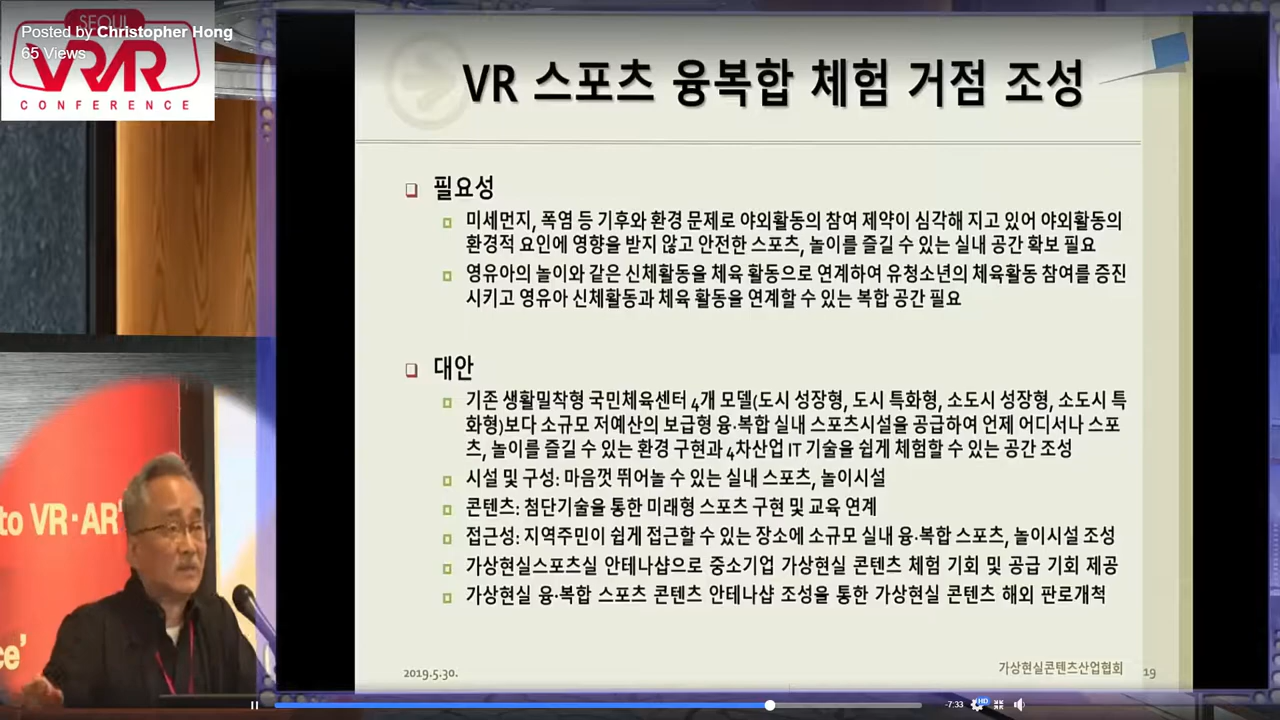 Posted by Christopher Hong
65 Views
SEOUL
VRAR
CONFERENCE
VR 스포츠 융복합 체험 거점 조성
필요성
미세먼지, 폭염 등 기후와 환경 문제로 야외활동의 참여 제약이 심각해 지고 있어 야외활동의
환경적 요인에 영향을 받지 않고 안전한 스포츠, 놀이를 즐길 수 있는 실내 공간 확보 필요
영유아의 놀이와 같은 신체활동을 체육 활동으로 연계하여 유청소년의 체육활동 참여를 증진
시키고 영유아 신체활동과 체육 활동을 연계할 수 있는 복합 공간 필요
대안
기존 생활밀착형 국민체육센터 4개 모델(도시 성장형, 도시 특화형, 소도시 성장형, 소도시 특
화형)보다 소규모 저예산의 보급형 융·복합 실내 스포츠시설을 공급하여 언제 어디서나 스포
츠, 놀이를 즐길 수 있는 환경 구현과 4차산업 IT 기술을 쉽게 체험할 수 있는 공간 조성
시설 및 구성: 마음껏 뛰어놀 수 있는 실내 스포츠, 놀이시설
콘텐츠: 첨단기술을 통한 미래형 스포츠 구현 및 교육 연계
접근성: 지역주민이 쉽게 접근할 수 있는 장소에 소규모 실내 융·복합 스포츠, 놀이시설 조성
가상현실스포츠실 안테나샵으로 중소기업 가상현실 콘텐츠 체험 기회 및 공급 기회 제공
가상현실 융·복합 스포츠 콘텐츠 안테나샵 조성을 통한 가상현실 콘텐츠 해외 판로개척
2019.5.30.
가상현실콘텐츠산업협회
19
to VR·AR
ce'
-7:33
HD